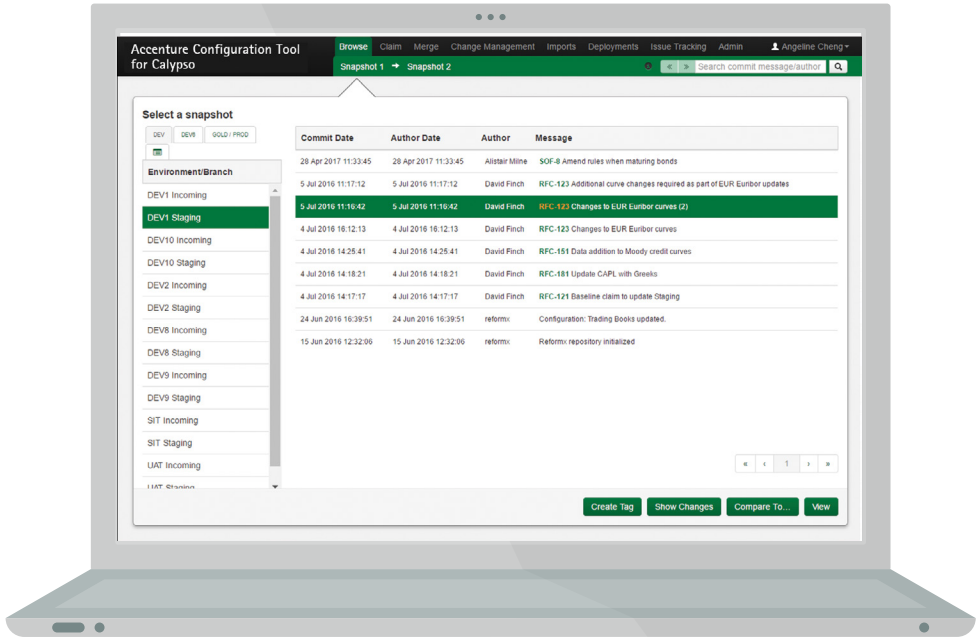 Accenture Configuration Tool
for Calypso
Browse Claim Merge Change Management Imports Deployments Issue Tracking Admin Angeline Cheng
Snapshot 1 → Snapshot 2 « » Search commit message/author
Select a snapshot
DEV DEV8 GOLD / PROD
Environment/Branch
DEV1 Incoming
DEV1 Staging
DEV10 Incoming
DEV10 Staging
DEV2 Incoming
DEV2 Staging
DEV8 Incoming
DEV8 Staging
DEV9 Incoming
DEV9 Staging
SIT Incoming
SIT Staging
UAT Incoming
UAT Staging
Commit Date Author Date Author Message
28 Apr 2017 11:33:45 28 Apr 2017 11:33:45 Alistair Milne SOF-8 Amend rules when maturing bonds
5 Jul 2016 11:17:12 5 Jul 2016 11:17:12 David Finch RFC-123 Additional curve changes required as part of EUR Euribor updates
5 Jul 2016 11:16:42 5 Jul 2016 11:16:42 David Finch RFC-123 Changes to EUR Euribor curves (2)
4 Jul 2016 16:12:13 4 Jul 2016 16:12:13 David Finch RFC-123 Changes to EUR Euribor curves
4 Jul 2016 14:25:41 4 Jul 2016 14:25:41 David Finch RFC-151 Data addition to Moody credit curves
4 Jul 2016 14:18:21 4 Jul 2016 14:18:21 David Finch RFC-181 Update CAPL with Greeks
4 Jul 2016 14:17:17 4 Jul 2016 14:17:17 David Finch RFC-121 Baseline claim to update Staging
24 Jun 2016 16:39:51 24 Jun 2016 16:39:51 reformx Configuration: Trading Books updated.
15 Jun 2016 12:32:06 15 Jun 2016 12:32:06 reformx Reformx repository initialized
« ‹ 1 › »
Create Tag Show Changes Compare To... View